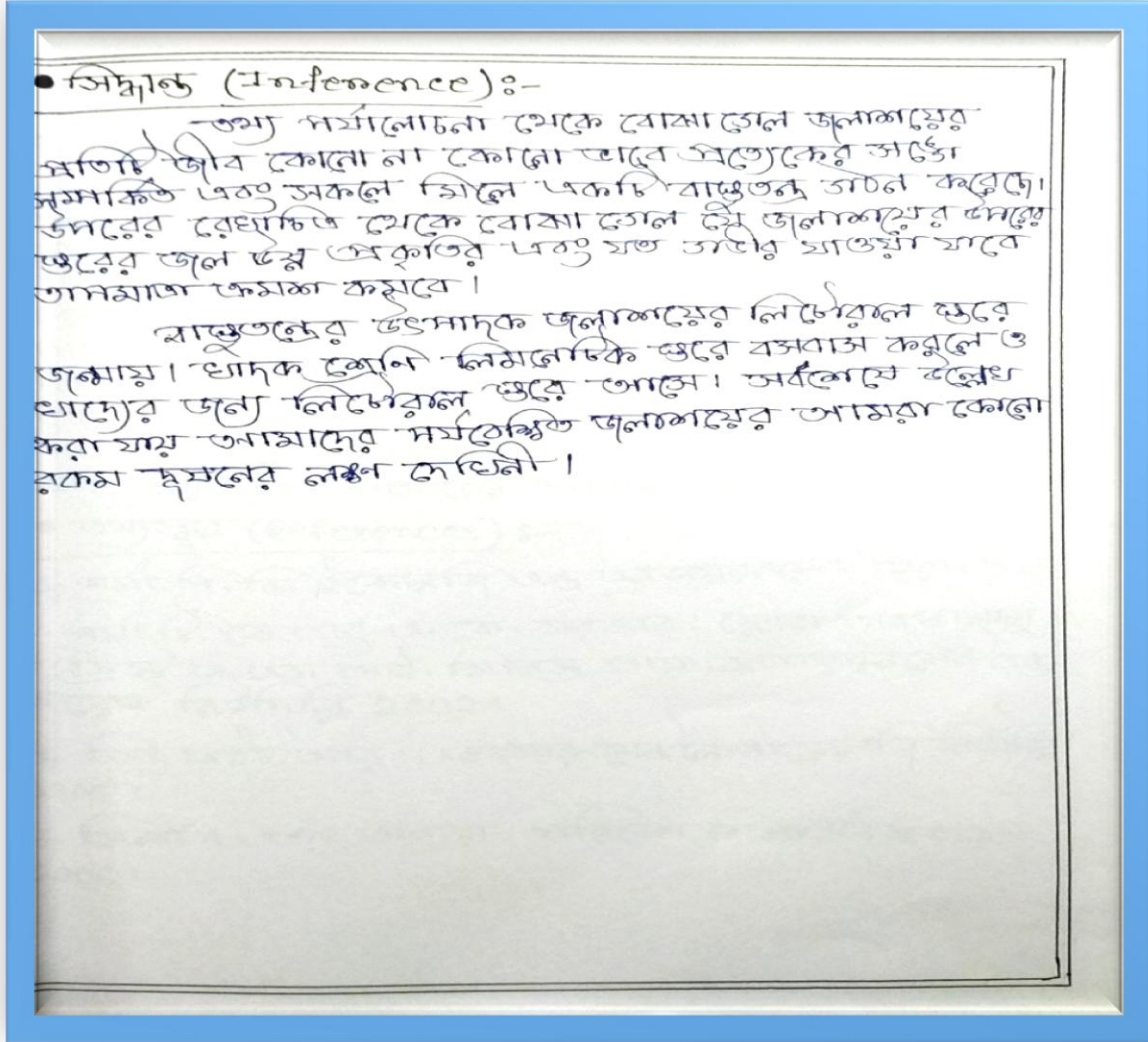 • সিদ্ধান্ত (Inference):-
তথ্য পর্যালোচনা থেকে বোঝা গেল জলাশয়ের
প্রতিটি জীব কোনো না কোনো ভাবে প্রত্যেকের সঙ্গে
সম্পর্কিত এবং সকলে মিলে একটি বাস্তুতন্ত্র গঠন করেছে।
উপরের রেখাচিত্র থেকে বোঝা গেল যে জলাশয়ের উপরের
স্তরের জল উষ্ণ প্রকৃতির এবং যত গভীর যাওয়া যাবে
তাপমাত্রা ক্রমশ কমবে।
বাস্তুতন্ত্রের উৎপাদক জলাশয়ের লিটোরাল স্তরে
জন্মায়। খাদক শ্রেণি লিমনেটিক স্তরে বসবাস করলেও
খাদ্যের জন্য লিটোরাল স্তরে আসে। সর্বশেষে উল্লেখ
করা যায় আমাদের পর্যবেক্ষিত জলাশয়ের আমরা কোনো
রকম দূষনের লক্ষণ দেখিনী।